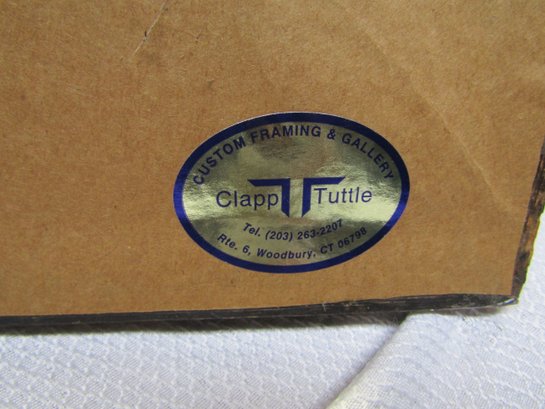 CUSTOM FRAMING & GALLERY
Clapp Tuttle
Tel. (203) 263-2207
Rte. 6, Woodbury, CT 06798